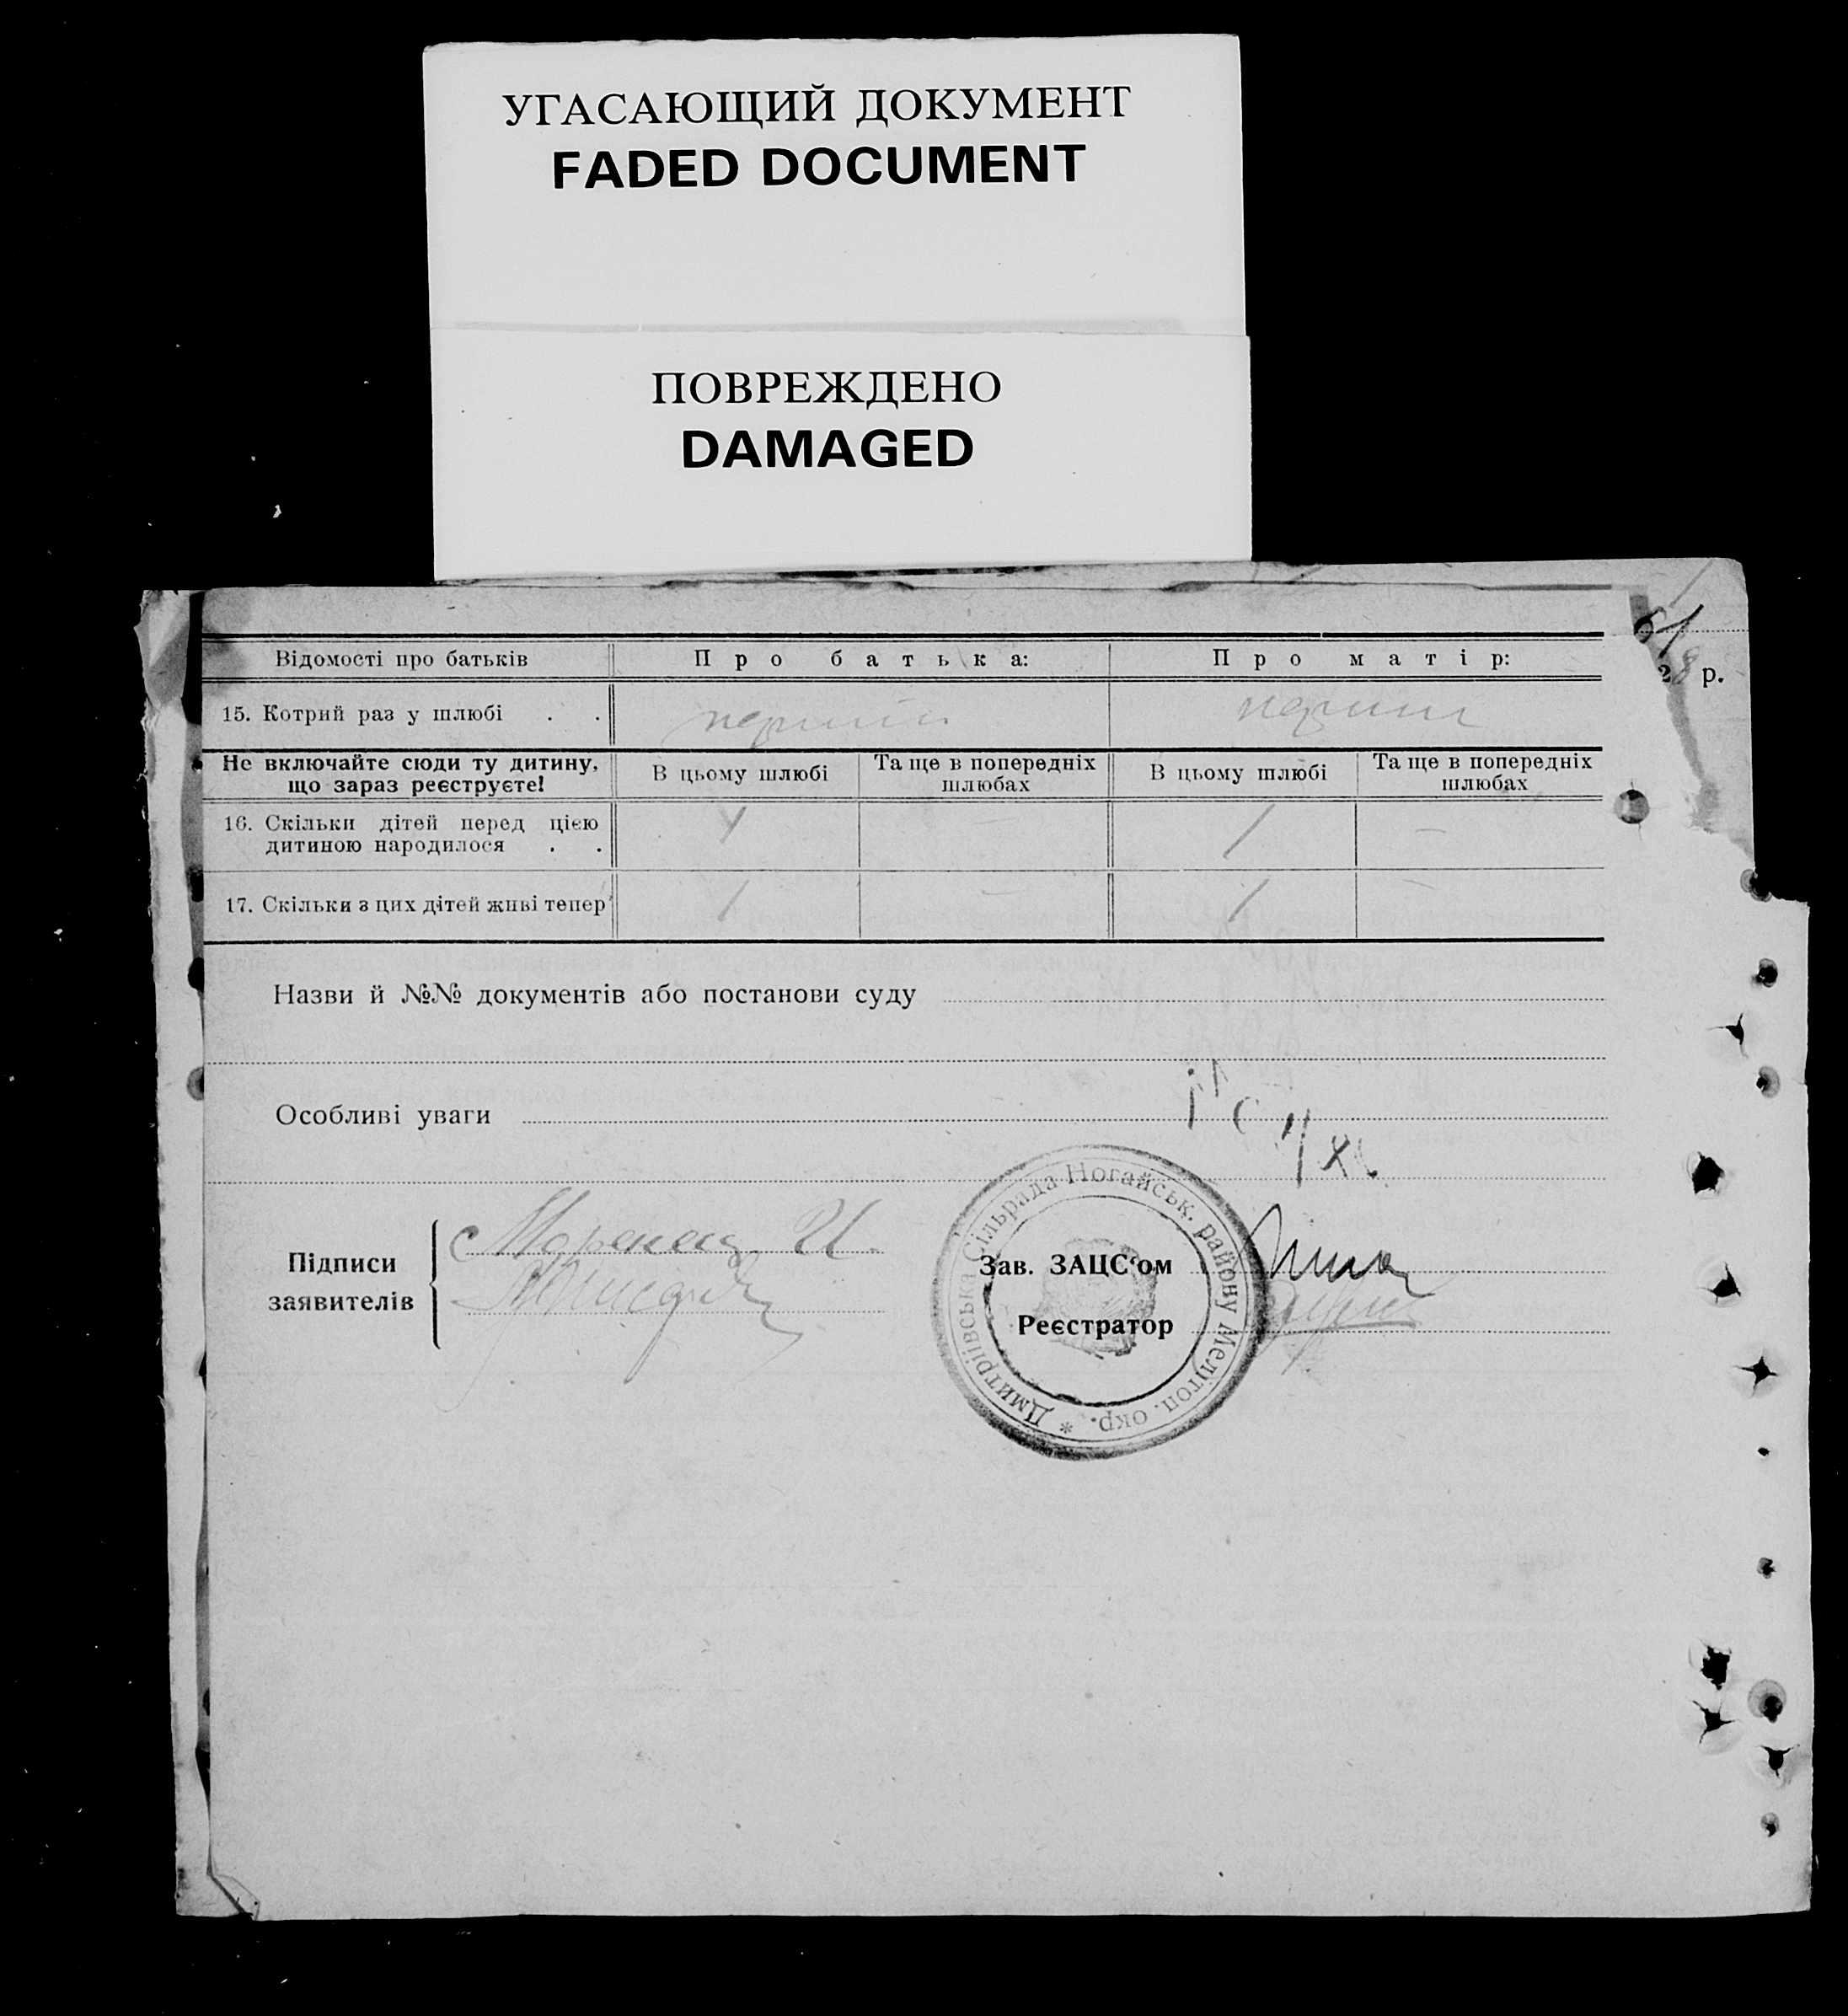 УГАСАЮЩИЙ ДОКУМЕНТ
FADED DOCUMENT
ПОВРЕЖДЕНО
DAMAGED
61
28 р.
Відомості про батьків Про батька: Про матір:
15. Котрий раз у шлюбі . .
Не включайте сюди ту дитину, що зараз реєструєте!
В цьому шлюбі
Та ще в попередніх шлюбах
В цьому шлюбі
Та ще в попередніх шлюбах
16. Скільки дітей перед цією
дитиною народилося . . 1 — 1 —
17. Скільки з цих дітей живі тепер 1 — 1 —
Назви й №№ документів або постанови суду
Особливі уваги
Підписи
заявителів
Зав. ЗАЦС‘ом
Реєстратор
* Дмитріївська Сільрада Ногайськ. району Мелітоп. окр.